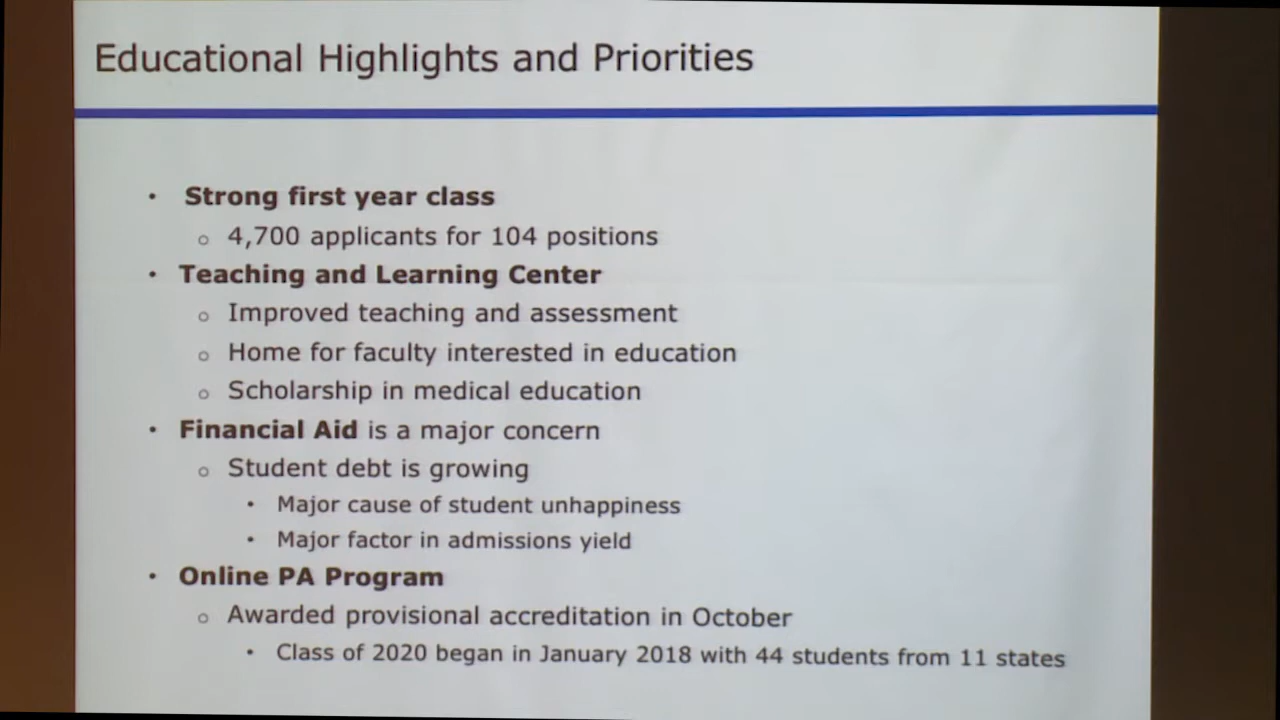 Educational Highlights and Priorities
• Strong first year class
o 4,700 applicants for 104 positions
• Teaching and Learning Center
o Improved teaching and assessment
o Home for faculty interested in education
o Scholarship in medical education
• Financial Aid is a major concern
o Student debt is growing
• Major cause of student unhappiness
• Major factor in admissions yield
• Online PA Program
o Awarded provisional accreditation in October
• Class of 2020 began in January 2018 with 44 students from 11 states